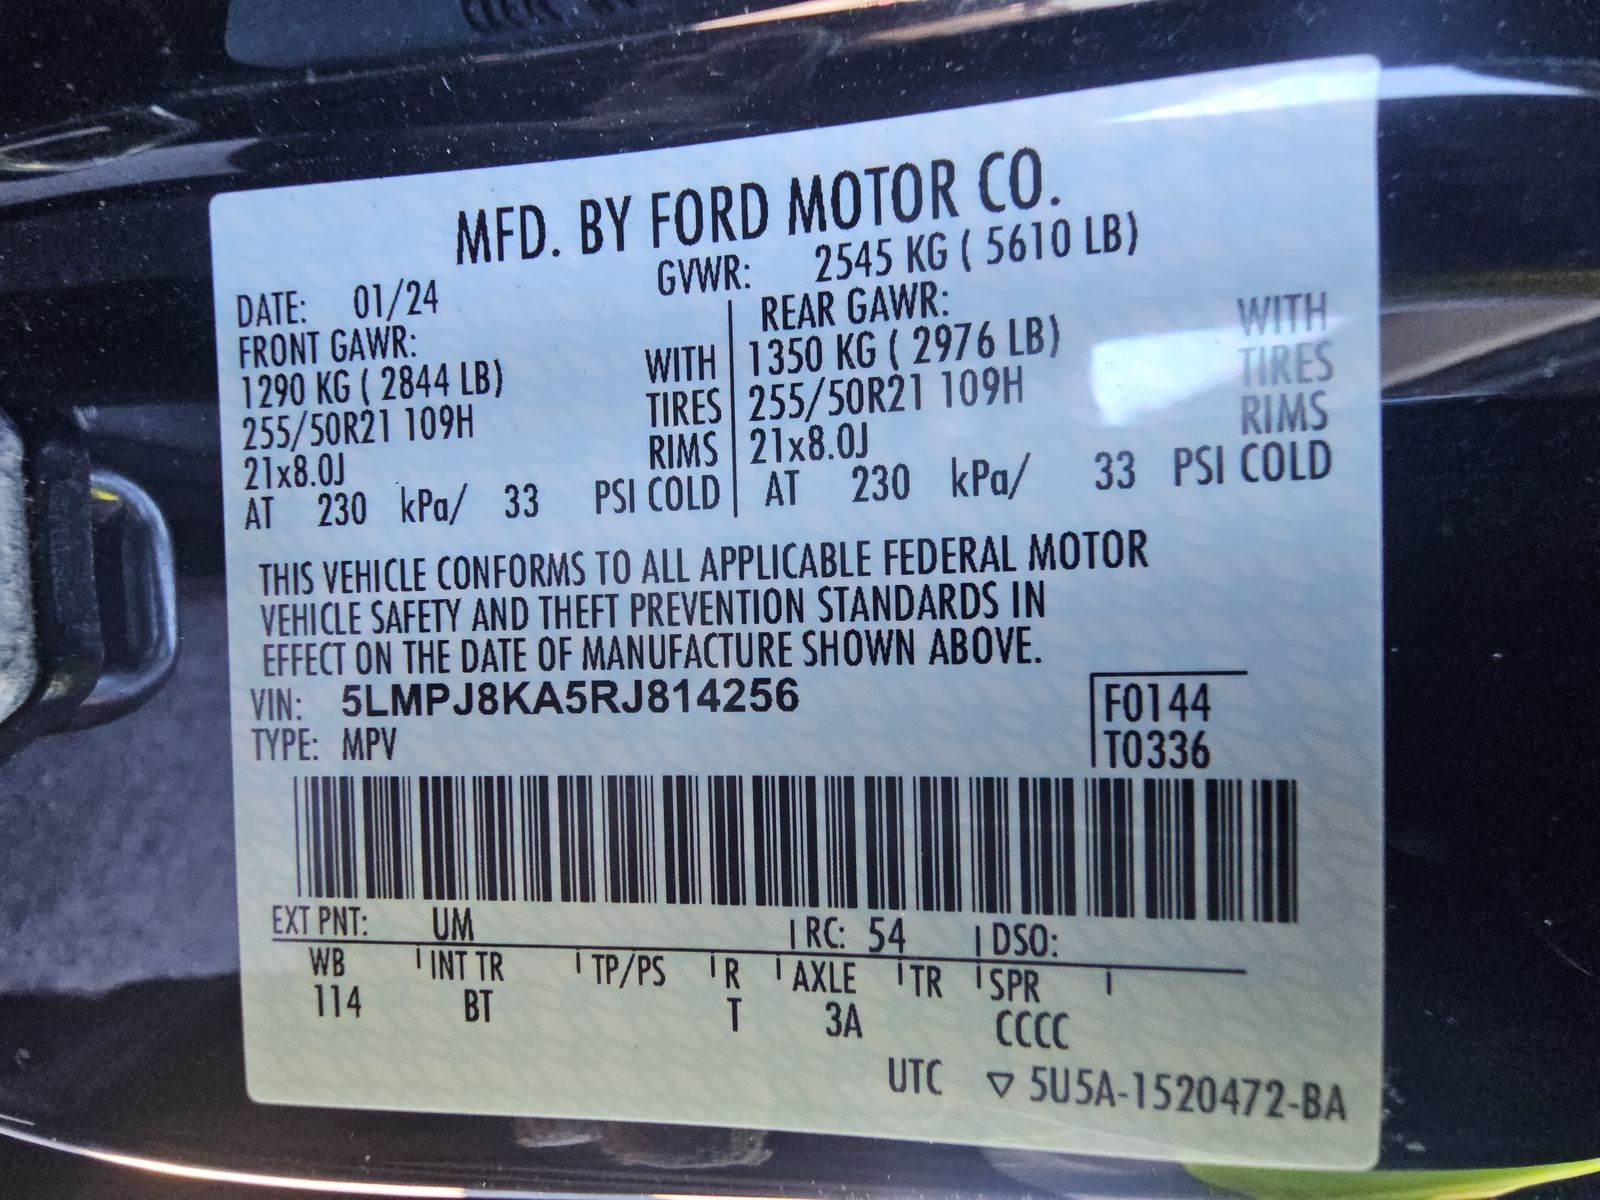 MFD. BY FORD MOTOR CO.
DATE: 01/24 GVWR: 2545 KG ( 5610 LB)
FRONT GAWR: REAR GAWR:
1290 KG ( 2844 LB) WITH 1350 KG ( 2976 LB) WITH
255/50R21 109H TIRES 255/50R21 109H TIRES
21x8.0J RIMS 21x8.0J RIMS
AT 230 kPa/ 33 PSI COLD AT 230 kPa/ 33 PSI COLD
THIS VEHICLE CONFORMS TO ALL APPLICABLE FEDERAL MOTOR
VEHICLE SAFETY AND THEFT PREVENTION STANDARDS IN
EFFECT ON THE DATE OF MANUFACTURE SHOWN ABOVE.
VIN: 5LMPJ8KA5RJ814256 F0144
TYPE: MPV T0336
EXT PNT: UM RC: 54 DSO:
WB INT TR TP/PS R AXLE TR SPR
114 BT T 3A CCCC
UTC ▽ 5U5A-1520472-BA